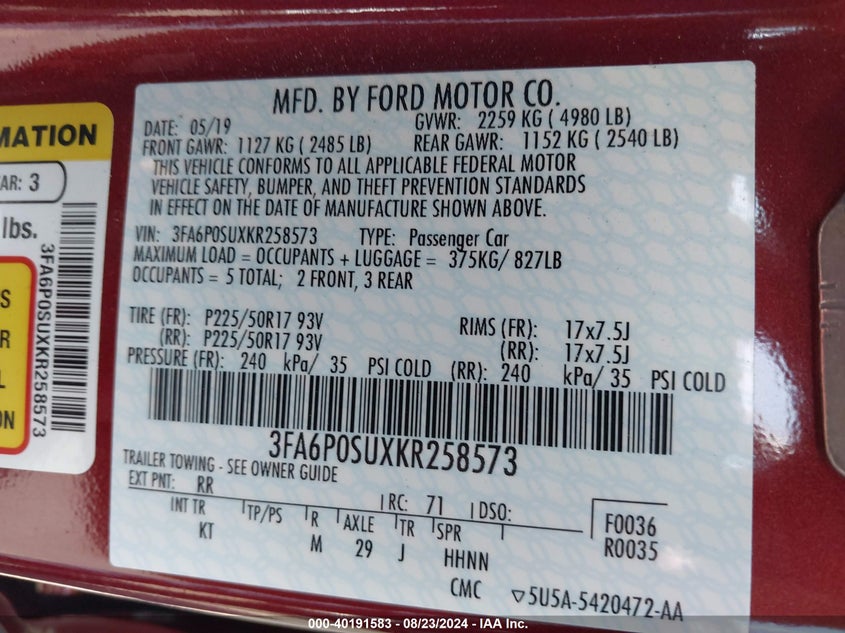 MFD. BY FORD MOTOR CO.
DATE: 05/19 GVWR: 2259 KG ( 4980 LB)
FRONT GAWR: 1127 KG ( 2485 LB) REAR GAWR: 1152 KG ( 2540 LB)
THIS VEHICLE CONFORMS TO ALL APPLICABLE FEDERAL MOTOR
VEHICLE SAFETY, BUMPER, AND THEFT PREVENTION STANDARDS
IN EFFECT ON THE DATE OF MANUFACTURE SHOWN ABOVE.
VIN: 3FA6P0SUXKR258573 TYPE: Passenger Car
MAXIMUM LOAD = OCCUPANTS + LUGGAGE = 375KG/ 827LB
OCCUPANTS = 5 TOTAL; 2 FRONT, 3 REAR
TIRE (FR): P225/50R17 93V RIMS (FR): 17x7.5J
(RR): P225/50R17 93V (RR): 17x7.5J
PRESSURE (FR): 240 kPa/ 35 PSI COLD (RR): 240 kPa/ 35 PSI COLD
3FA6P0SUXKR258573
TRAILER TOWING - SEE OWNER GUIDE
EXT PNT: RR RC: 71 DSO:
INT TR TP/PS R AXLE TR SPR F0036
KT M 29 J HHNN R0035
CMC ▽5U5A-5420472-AA
MATION
AR: 3
lbs.
3FA6P0SUXKR258573
S
R
L
ON
000-40191583 - 08/23/2024 - IAA Inc.